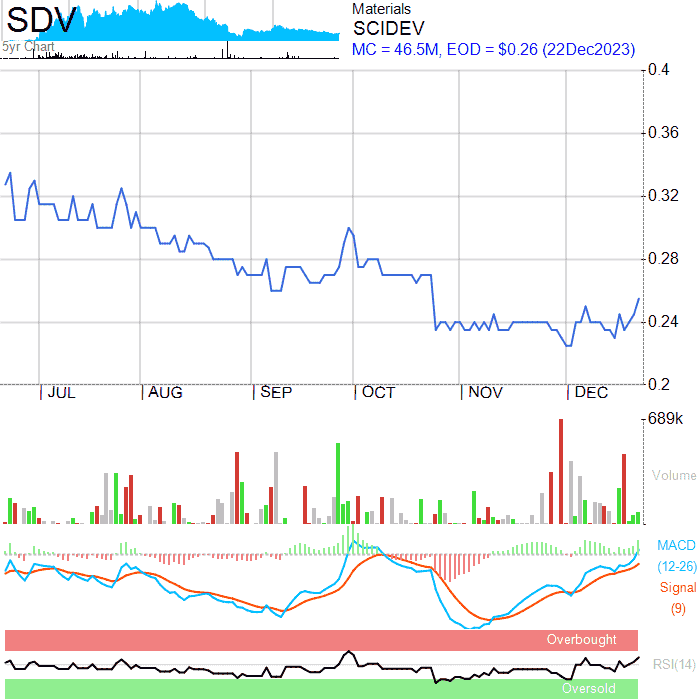 SDV
5yr Chart
Materials
SCIDEV
MC = 46.5M, EOD = $0.26 (22Dec2023)
0.4
0.36
0.32
0.28
0.24
0.2
JUL AUG SEP OCT NOV DEC
689k
Volume
MACD
(12-26)
Signal
(9)
Overbought
RSI(14)
Oversold